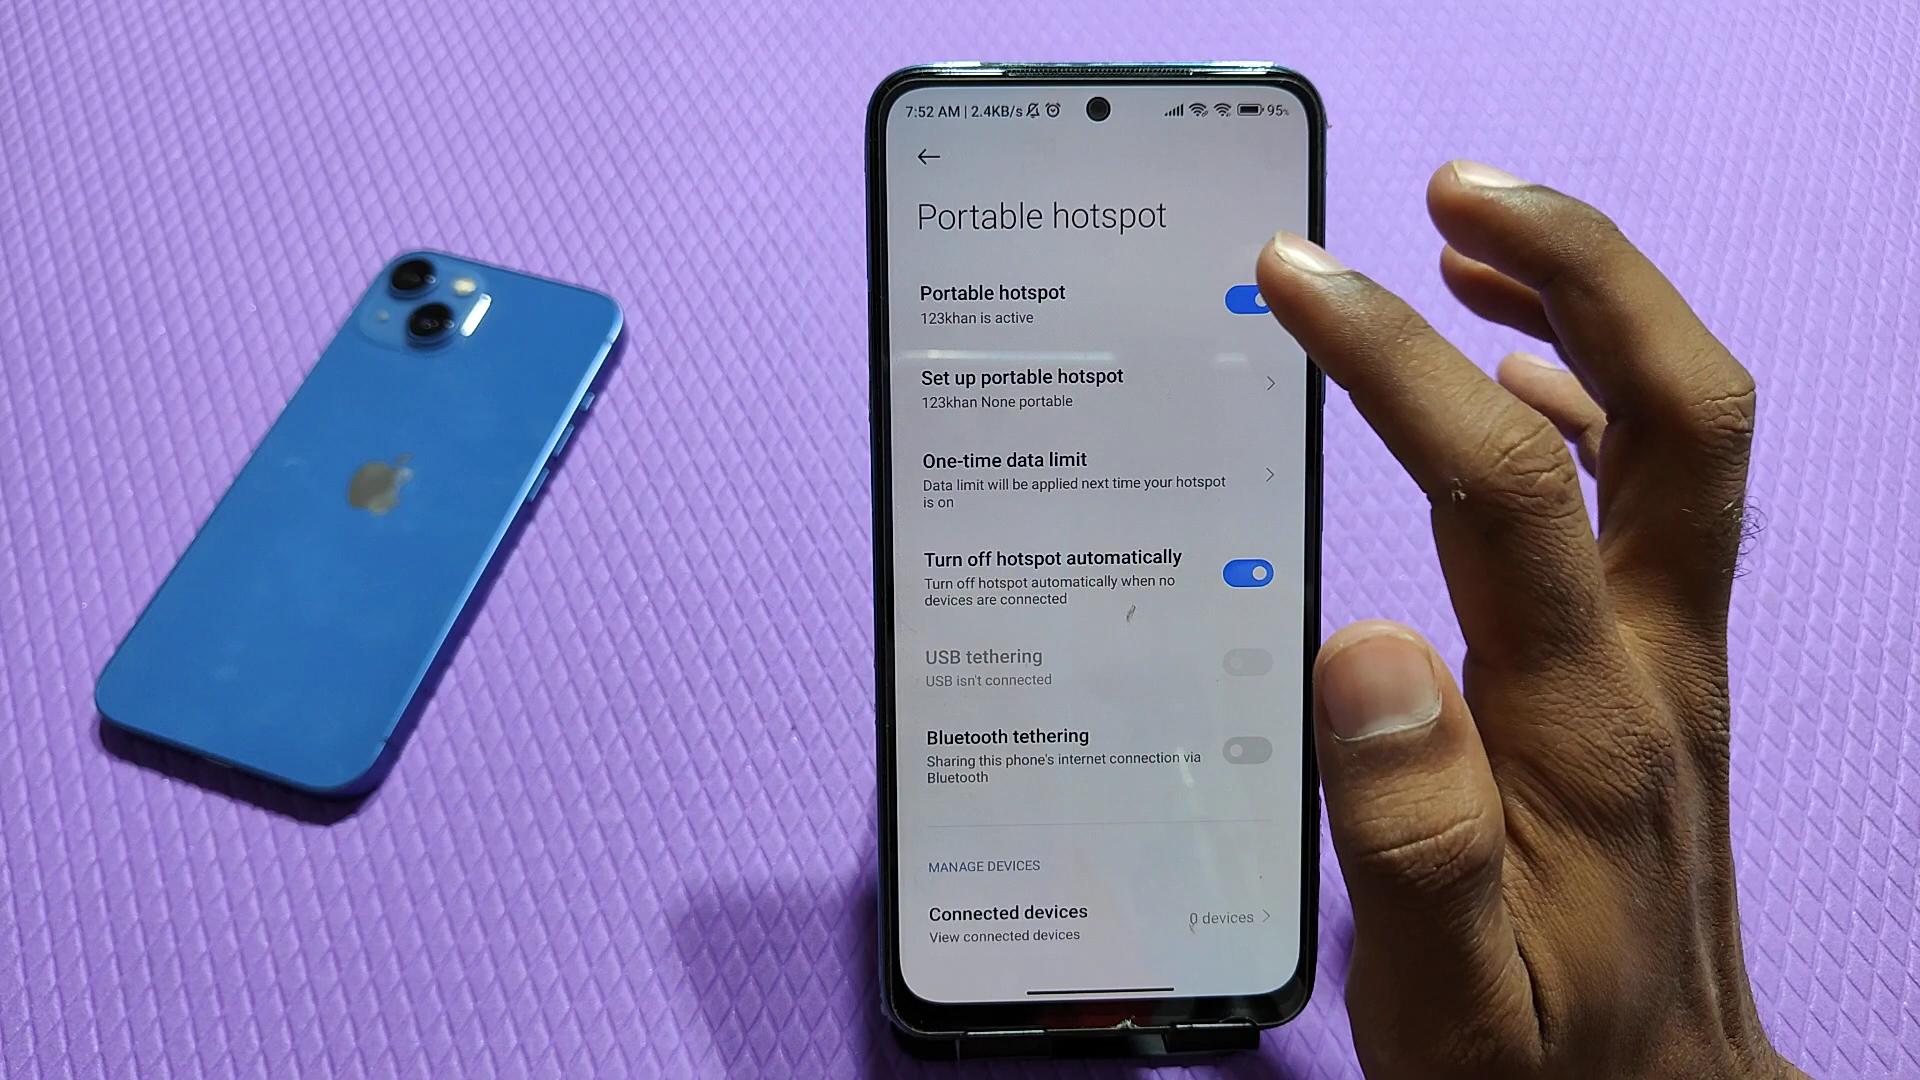 7:52 AM | 2.4KB/s 95%
Portable hotspot
Portable hotspot
123khan is active
Set up portable hotspot
123khan None portable
One-time data limit
Data limit will be applied next time your hotspot
is on
Turn off hotspot automatically
Turn off hotspot automatically when no
devices are connected
USB tethering
USB isn't connected
Bluetooth tethering
Sharing this phone's internet connection via
Bluetooth
MANAGE DEVICES
Connected devices
0 devices
View connected devices